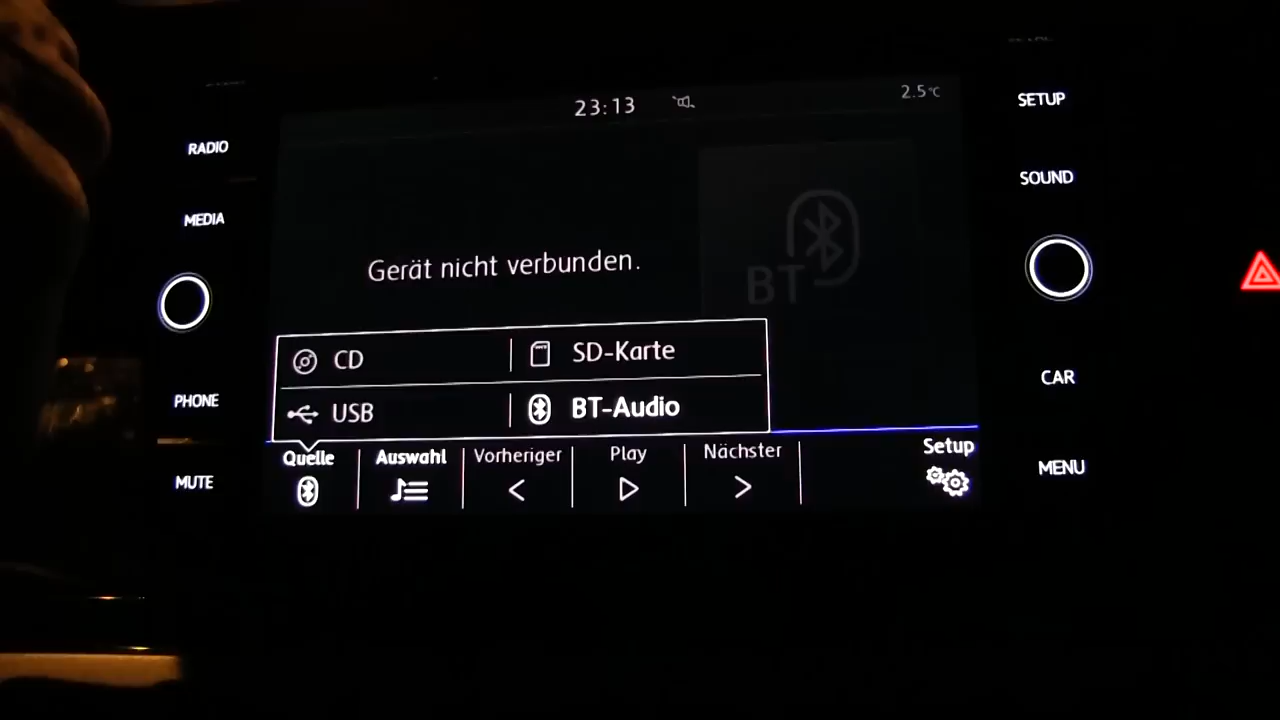 23:13
2.5°C
SETUP
RADIO
SOUND
MEDIA
BT
Gerät nicht verbunden.
CD
SD-Karte
CAR
PHONE
USB
BT-Audio
Quelle
Auswahl
Vorheriger
Play
Nächster
Setup
MUTE
MENU